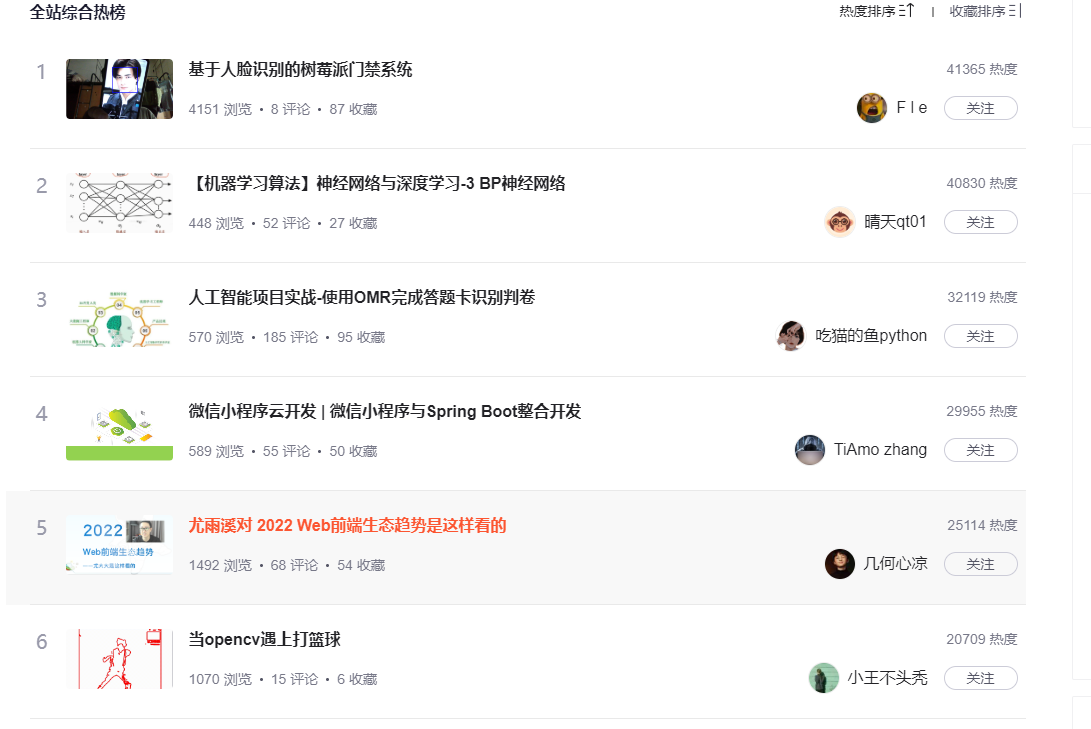 全站综合热榜
热度排序 | 收藏排序
1
基于人脸识别的树莓派门禁系统
41365 热度
4151 浏览 • 8 评论 • 87 收藏
F l e
关注
2
【机器学习算法】神经网络与深度学习-3 BP神经网络
40830 热度
448 浏览 • 52 评论 • 27 收藏
晴天qt01
关注
3
人工智能项目实战-使用OMR完成答题卡识别判卷
32119 热度
570 浏览 • 185 评论 • 95 收藏
吃猫的鱼python
关注
4
微信小程序云开发 | 微信小程序与Spring Boot整合开发
29955 热度
589 浏览 • 55 评论 • 50 收藏
TiAmo zhang
关注
5
2022
Web前端生态趋势
尤雨溪对 2022 Web前端生态趋势是这样看的
25114 热度
1492 浏览 • 68 评论 • 54 收藏
几何心凉
关注
6
当opencv遇上打篮球
20709 热度
1070 浏览 • 15 评论 • 6 收藏
小王不头秃
关注